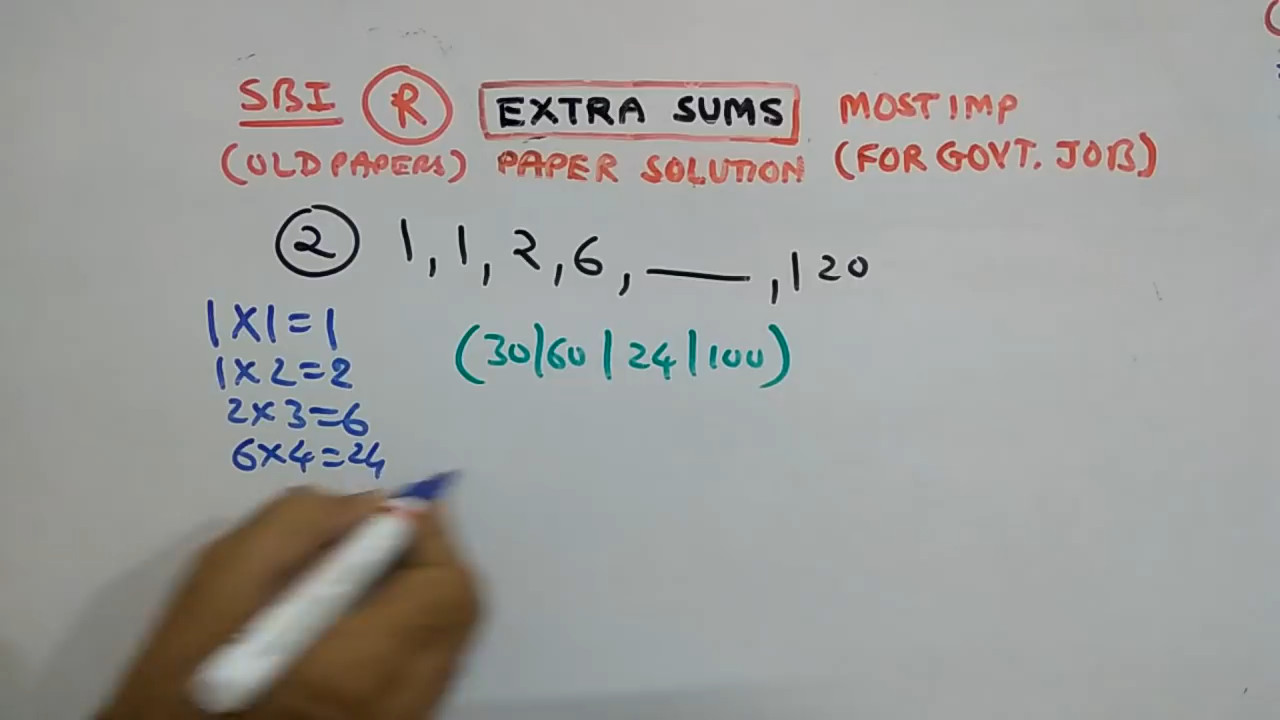 SBI R EXTRA SUMS MOST IMP
(OLD PAPERS) PAPER SOLUTION (FOR GOVT. JOB)
2 1, 1, 2, 6, ___, 120
1×1=1
(30|60|24|100)
1×2=2
2×3=6
6×4=24